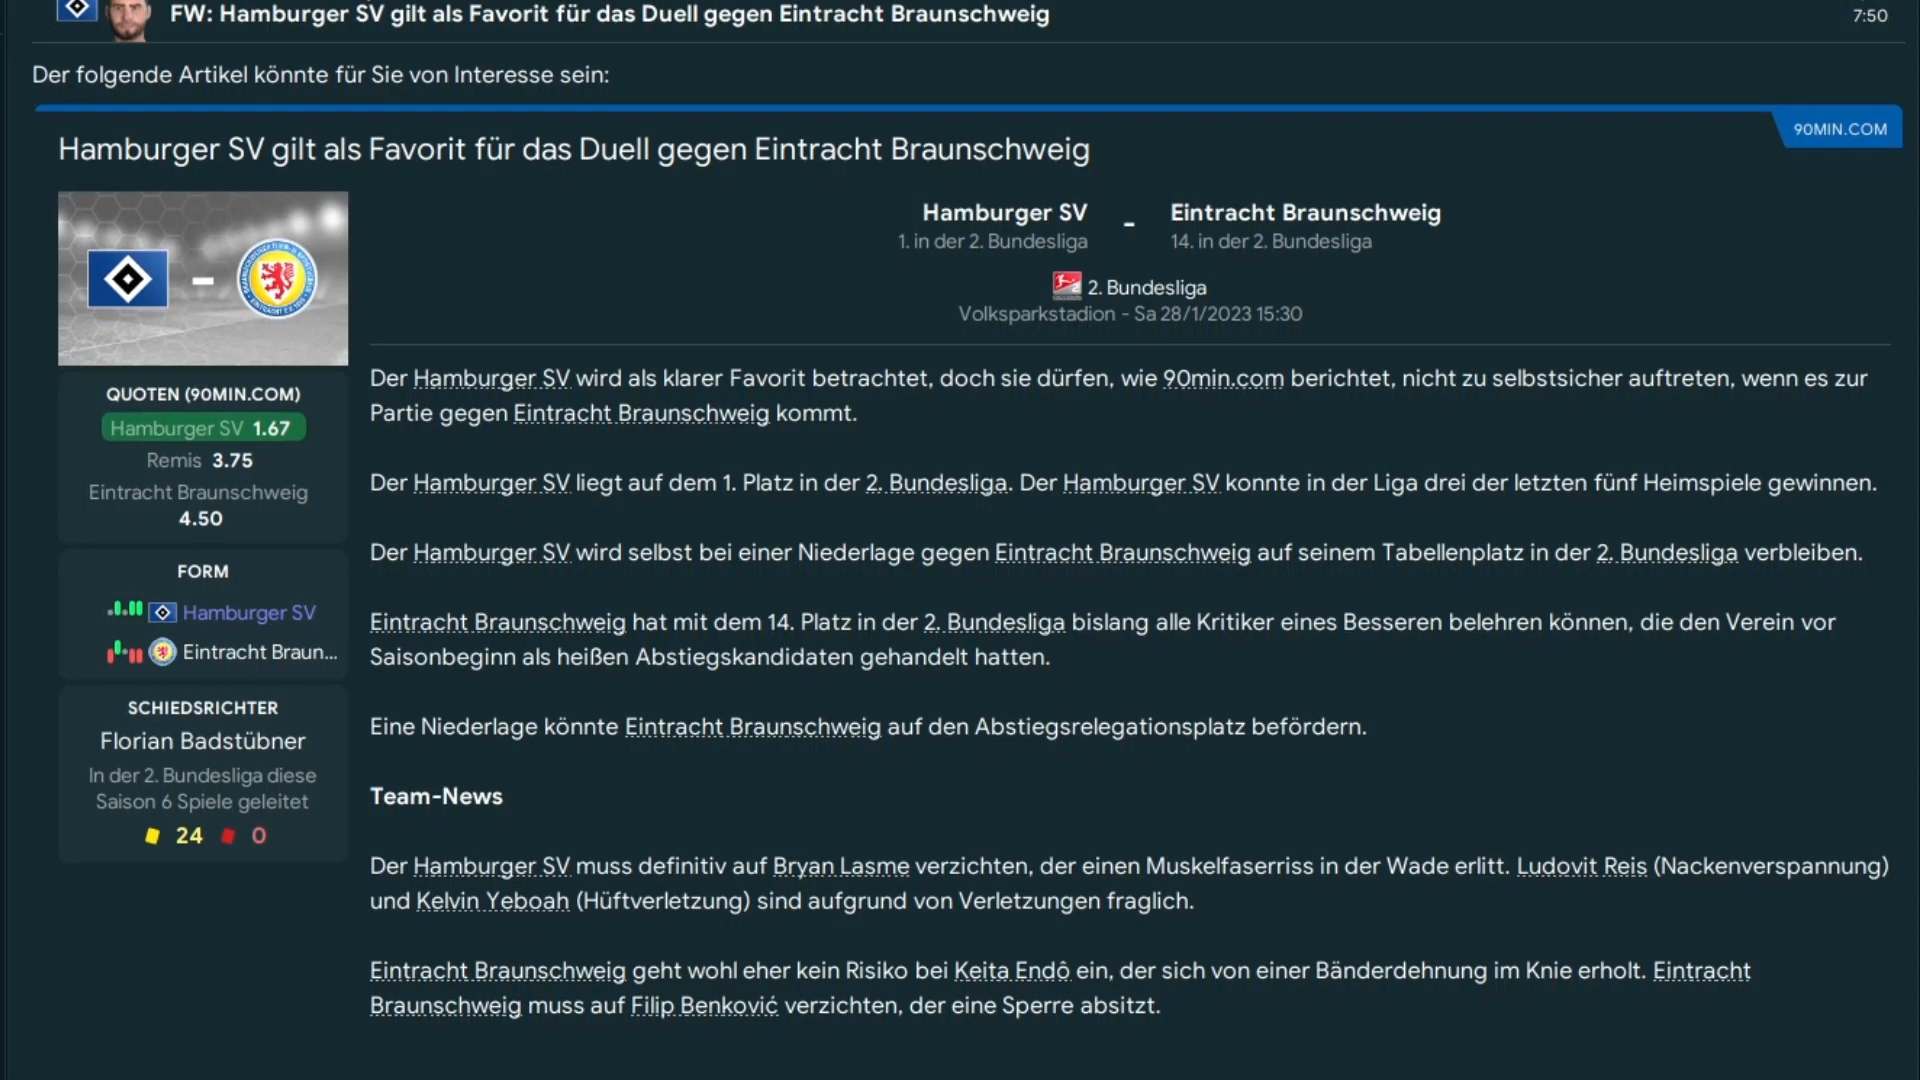 FW: Hamburger SV gilt als Favorit für das Duell gegen Eintracht Braunschweig
7:50
Der folgende Artikel könnte für Sie von Interesse sein:
90MIN.COM
Hamburger SV gilt als Favorit für das Duell gegen Eintracht Braunschweig
Hamburger SV - Eintracht Braunschweig
1. in der 2. Bundesliga 14. in der 2. Bundesliga
2. Bundesliga
Volksparkstadion - Sa 28/1/2023 15:30
QUOTEN (90MIN.COM)
Hamburger SV 1.67
Remis 3.75
Eintracht Braunschweig
4.50
FORM
Hamburger SV
Eintracht Braun...
SCHIEDSRICHTER
Florian Badstübner
In der 2. Bundesliga diese
Saison 6 Spiele geleitet
24 0
Der Hamburger SV wird als klarer Favorit betrachtet, doch sie dürfen, wie 90min.com berichtet, nicht zu selbstsicher auftreten, wenn es zur
Partie gegen Eintracht Braunschweig kommt.
Der Hamburger SV liegt auf dem 1. Platz in der 2. Bundesliga. Der Hamburger SV konnte in der Liga drei der letzten fünf Heimspiele gewinnen.
Der Hamburger SV wird selbst bei einer Niederlage gegen Eintracht Braunschweig auf seinem Tabellenplatz in der 2. Bundesliga verbleiben.
Eintracht Braunschweig hat mit dem 14. Platz in der 2. Bundesliga bislang alle Kritiker eines Besseren belehren können, die den Verein vor
Saisonbeginn als heißen Abstiegskandidaten gehandelt hatten.
Eine Niederlage könnte Eintracht Braunschweig auf den Abstiegsrelegationsplatz befördern.
Team-News
Der Hamburger SV muss definitiv auf Bryan Lasme verzichten, der einen Muskelfaserriss in der Wade erlitt. Ludovit Reis (Nackenverspannung)
und Kelvin Yeboah (Hüftverletzung) sind aufgrund von Verletzungen fraglich.
Eintracht Braunschweig geht wohl eher kein Risiko bei Keita Endô ein, der sich von einer Bänderdehnung im Knie erholt. Eintracht
Braunschweig muss auf Filip Benković verzichten, der eine Sperre absitzt.